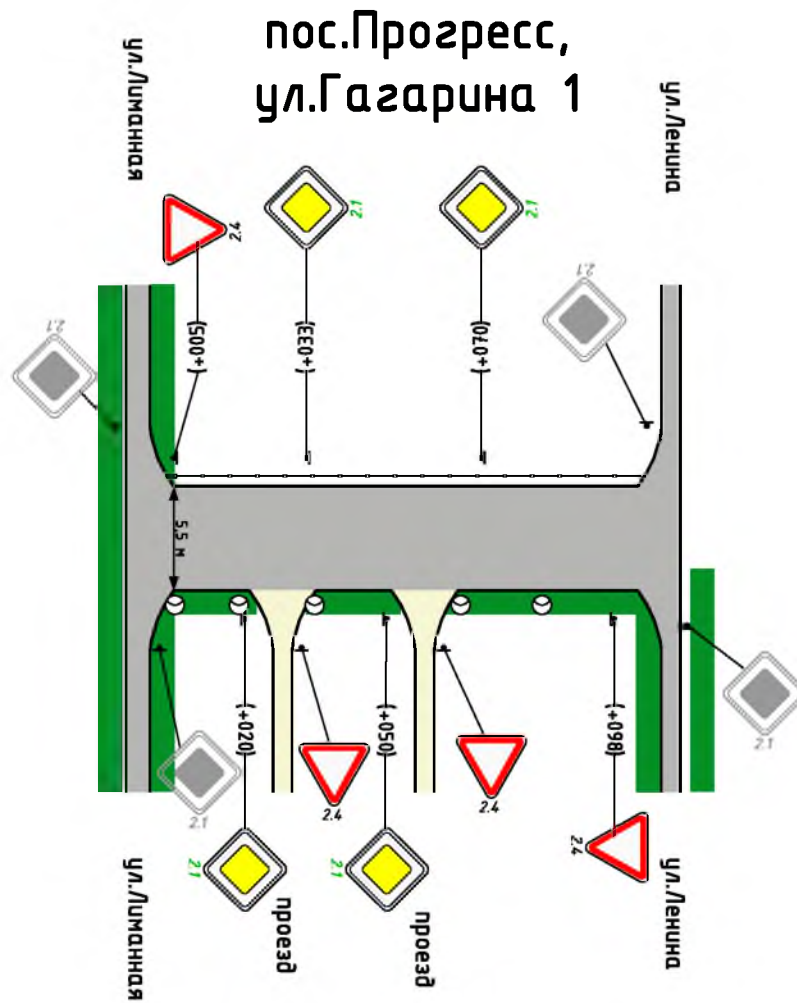 пос.Прогресс,
ул.Гагарина 1
ул.Лиманная
ул.Ленина
2.4
2.1
2.1
2.1
2.1
(+005)
(+033)
(+070)
5,5 м
(+020)
(+050)
(+098)
2.1
2.1
2.4
2.4
2.4
2.1
2.1
ул.Лиманная
проезд
проезд
ул.Ленина